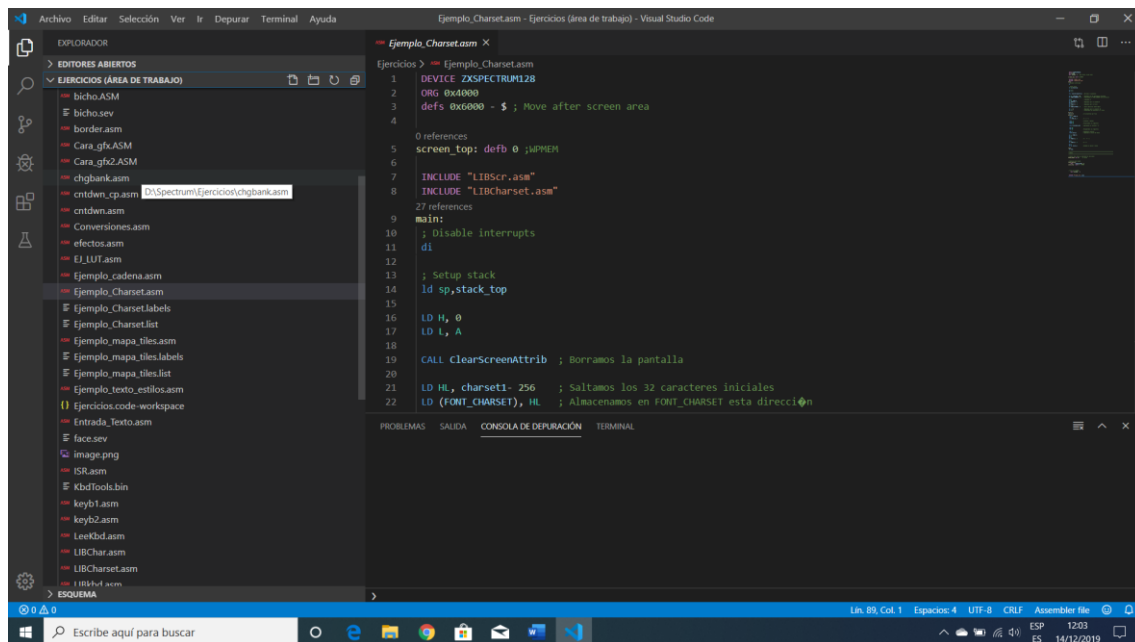 Archivo Editar Selección Ver Ir Depurar Terminal Ayuda
Ejemplo_Charset.asm - Ejercicios (área de trabajo) - Visual Studio Code
EXPLORADOR
EDITORES ABIERTOS
EJERCICIOS (ÁREA DE TRABAJO)
bicho.ASM
bicho.sev
border.asm
Cara_gfx.ASM
Cara_gfx2.ASM
chgbank.asm
cntdwn_cp.asm
D:\Spectrum\Ejercicios\chgbank.asm
cntdwn.asm
Conversiones.asm
efectos.asm
EJ_LUT.asm
Ejemplo_cadena.asm
Ejemplo_Charset.asm
Ejemplo_Charset.labels
Ejemplo_Charset.list
Ejemplo_mapa_tiles.asm
Ejemplo_mapa_tiles.labels
Ejemplo_mapa_tiles.list
Ejemplo_texto_estilos.asm
Ejercicios.code-workspace
Entrada_Texto.asm
face.sev
image.png
ISR.asm
KbdTools.bin
keyb1.asm
keyb2.asm
LeeKbd.asm
LIBChar.asm
LIBCharset.asm
LIBkbd.asm
ESQUEMA
Ejemplo_Charset.asm
Ejercicios > Ejemplo_Charset.asm
1 DEVICE ZXSPECTRUM128
2 ORG 0x4000
3 defs 0x6000 - $ ; Move after screen area
4
0 references
5 screen_top: defb 0 ;WPMEM
6
7 INCLUDE "LIBScr.asm"
8 INCLUDE "LIBCharset.asm"
27 references
9 main:
10 ; Disable interrupts
11 di
12
13 ; Setup stack
14 ld sp,stack_top
15
16 LD H, 0
17 LD L, A
18
19 CALL ClearScreenAttrib ; Borramos la pantalla
20
21 LD HL, charset1- 256 ; Saltamos los 32 caracteres iniciales
22 LD (FONT_CHARSET), HL ; Almacenamos en FONT_CHARSET esta direcci�n
PROBLEMAS SALIDA CONSOLA DE DEPURACIÓN TERMINAL
0 0
Lín. 89, Col. 1 Espacios: 4 UTF-8 CRLF Assembler file
Escribe aquí para buscar
ESP
ES
12:03
14/12/2019